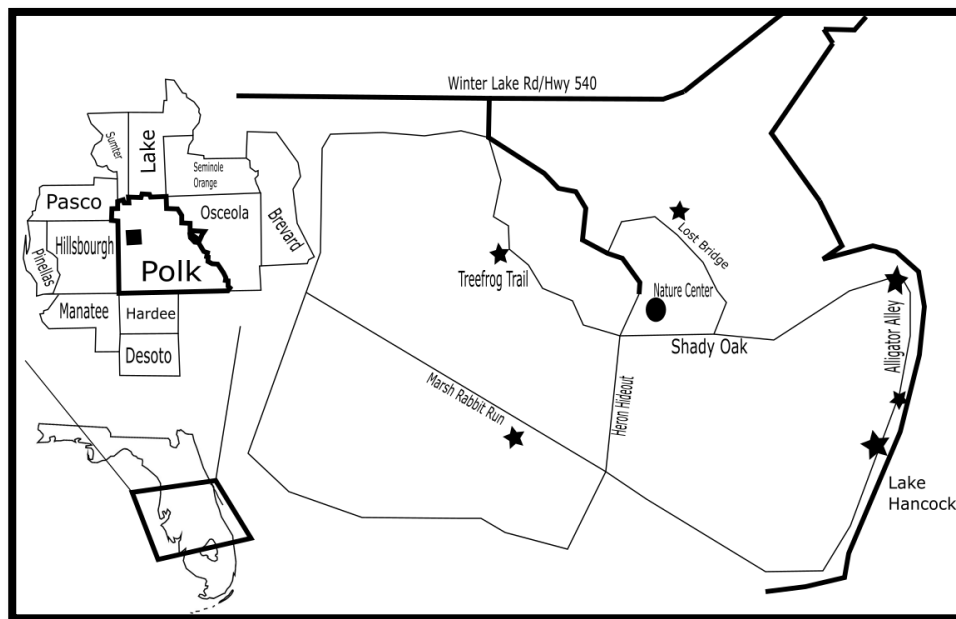 Winter Lake Rd/Hwy 540
Sumter
Lake
Seminole
Orange
Pasco
Osceola
Brevard
Hillsbourgh
Pinellas
Polk
Manatee
Hardee
Desoto
Lost Bridge
Treefrog Trail
Nature Center
Shady Oak
Alligator Alley
Marsh Rabbit Run
Heron Hideout
Lake
Hancock